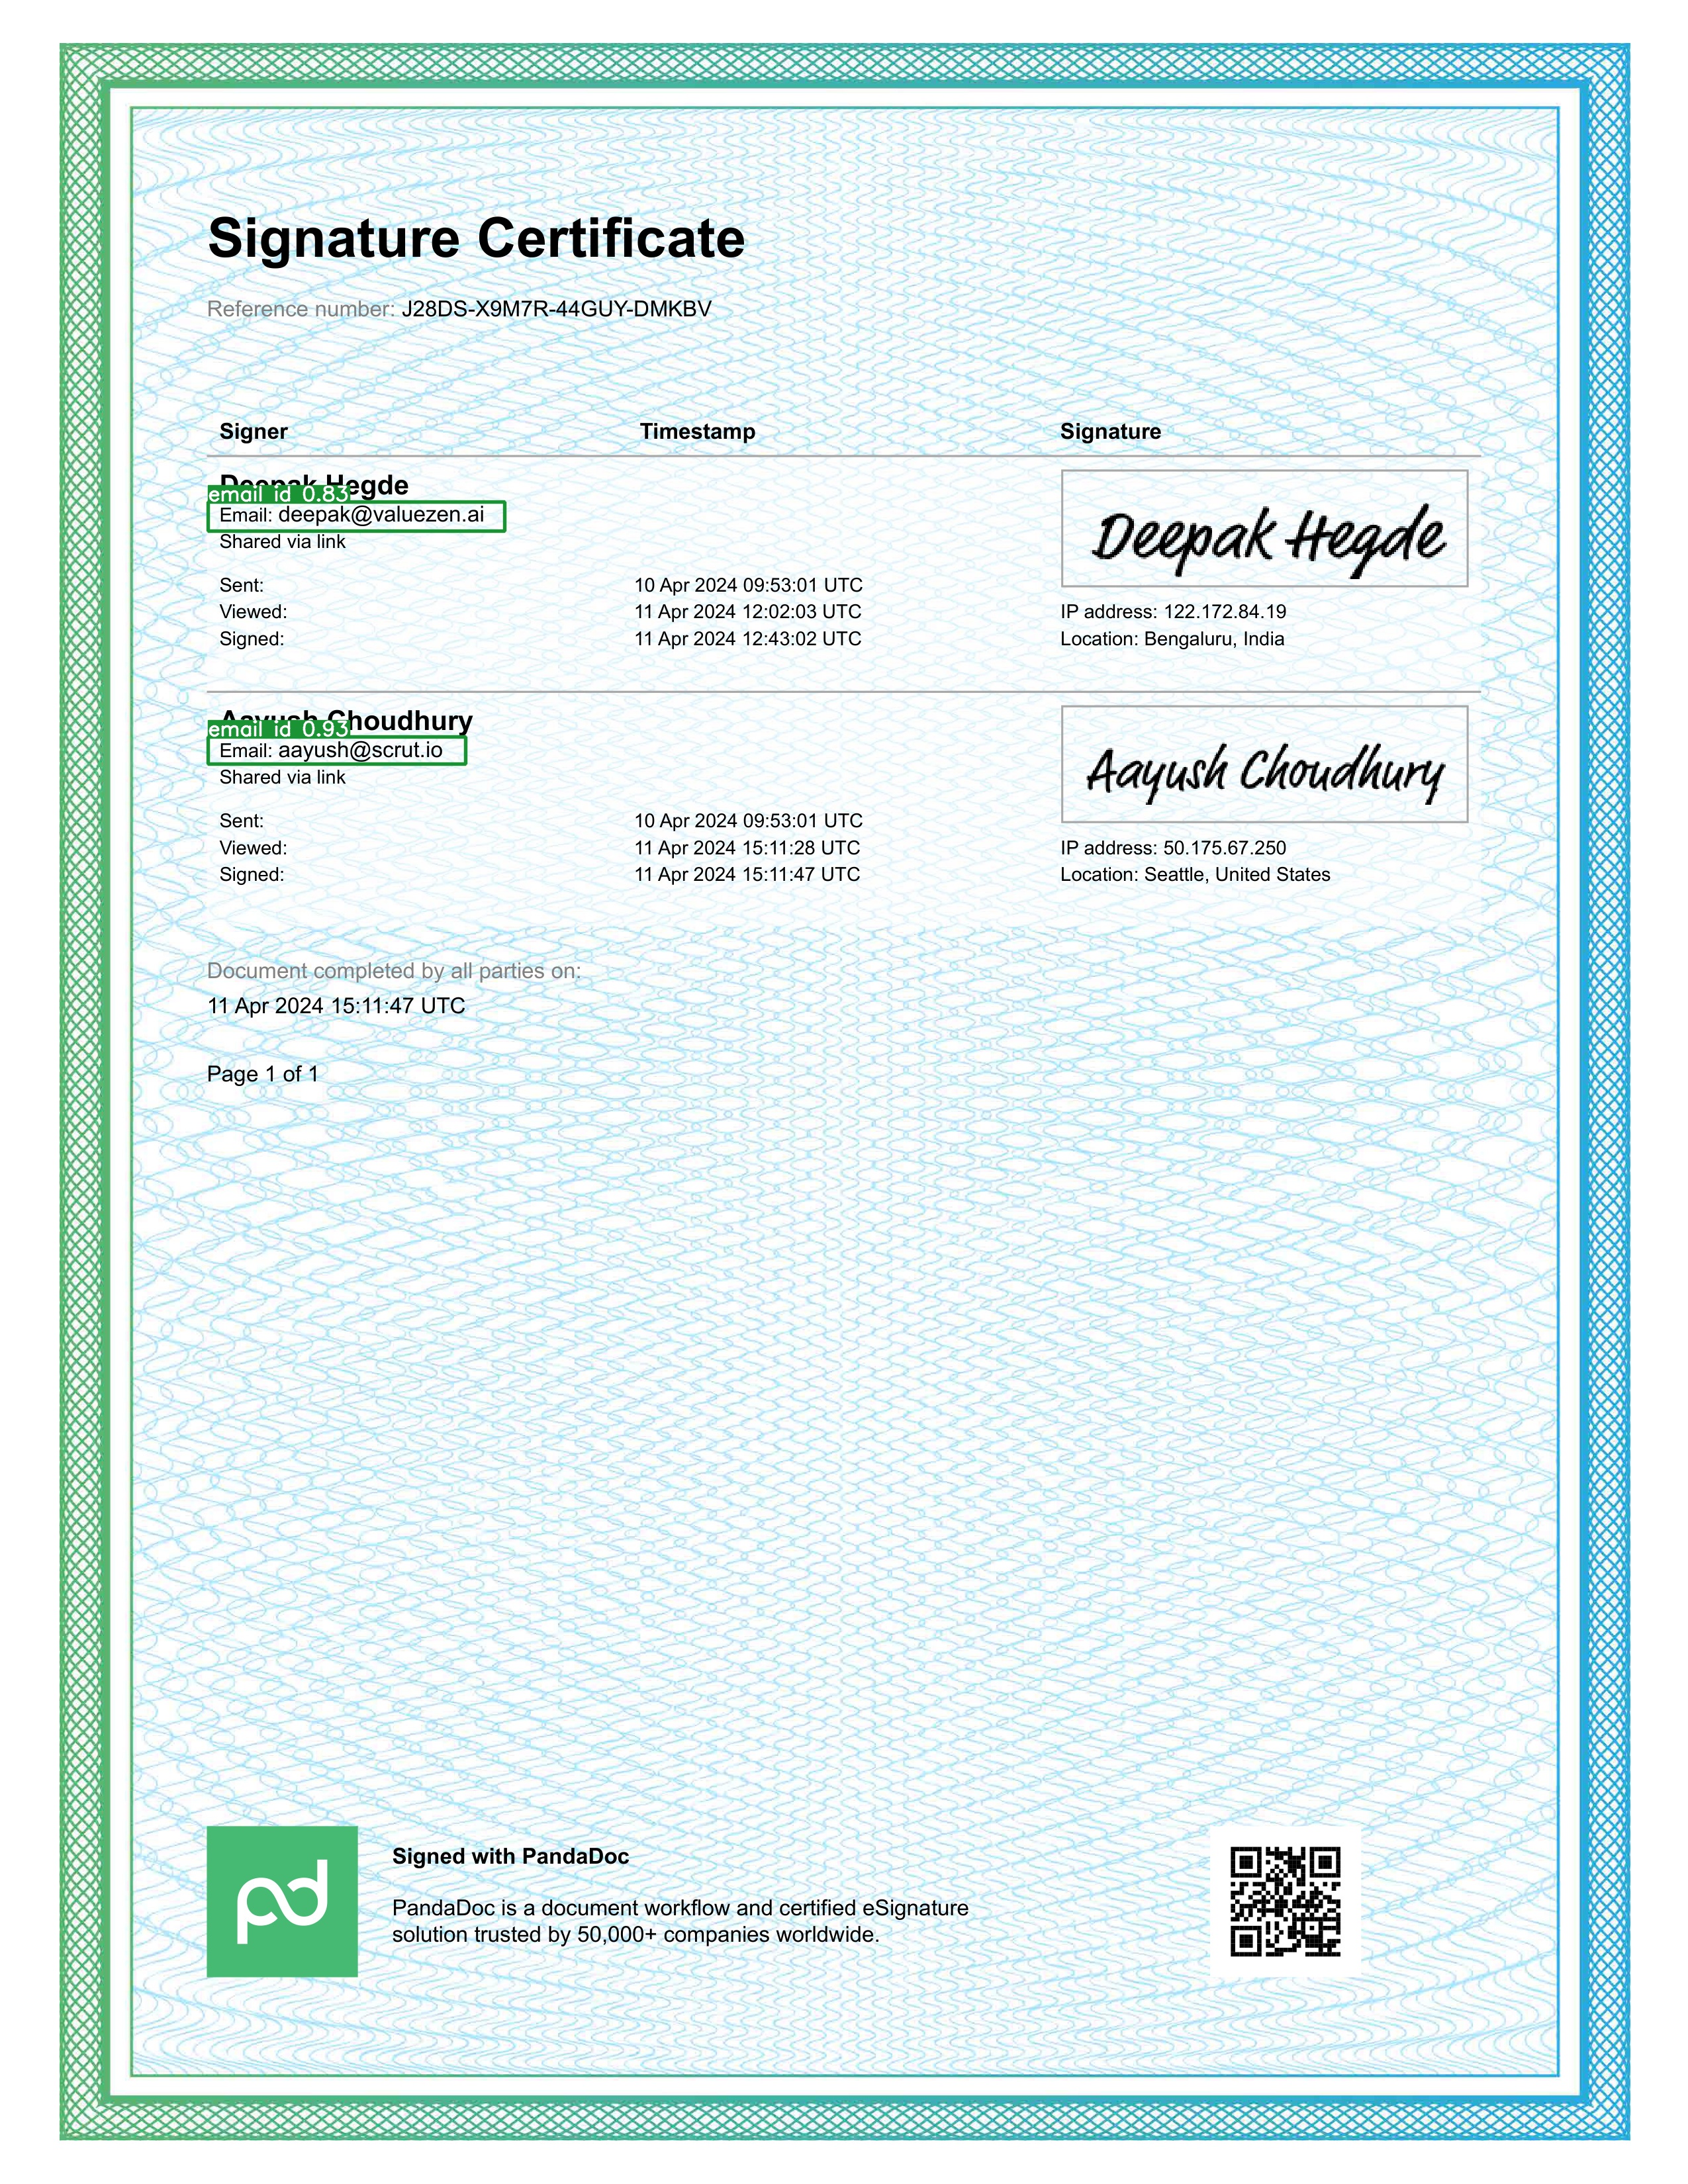 Signature Certificate
Reference number: J28DS-X9M7R-44GUY-DMKBV
Signer Timestamp Signature
Deepak Hegde
email_id 0.83
Email: deepak@valuezen.ai
Shared via link
Deepak Hegde
Sent: 10 Apr 2024 09:53:01 UTC
Viewed: 11 Apr 2024 12:02:03 UTC IP address: 122.172.84.19
Signed: 11 Apr 2024 12:43:02 UTC Location: Bengaluru, India
Aayush Choudhury
email_id 0.93
Email: aayush@scrut.io
Shared via link
Aayush Choudhury
Sent: 10 Apr 2024 09:53:01 UTC
Viewed: 11 Apr 2024 15:11:28 UTC IP address: 50.175.67.250
Signed: 11 Apr 2024 15:11:47 UTC Location: Seattle, United States
Document completed by all parties on:
11 Apr 2024 15:11:47 UTC
Page 1 of 1
pd
Signed with PandaDoc
PandaDoc is a document workflow and certified eSignature
solution trusted by 50,000+ companies worldwide.